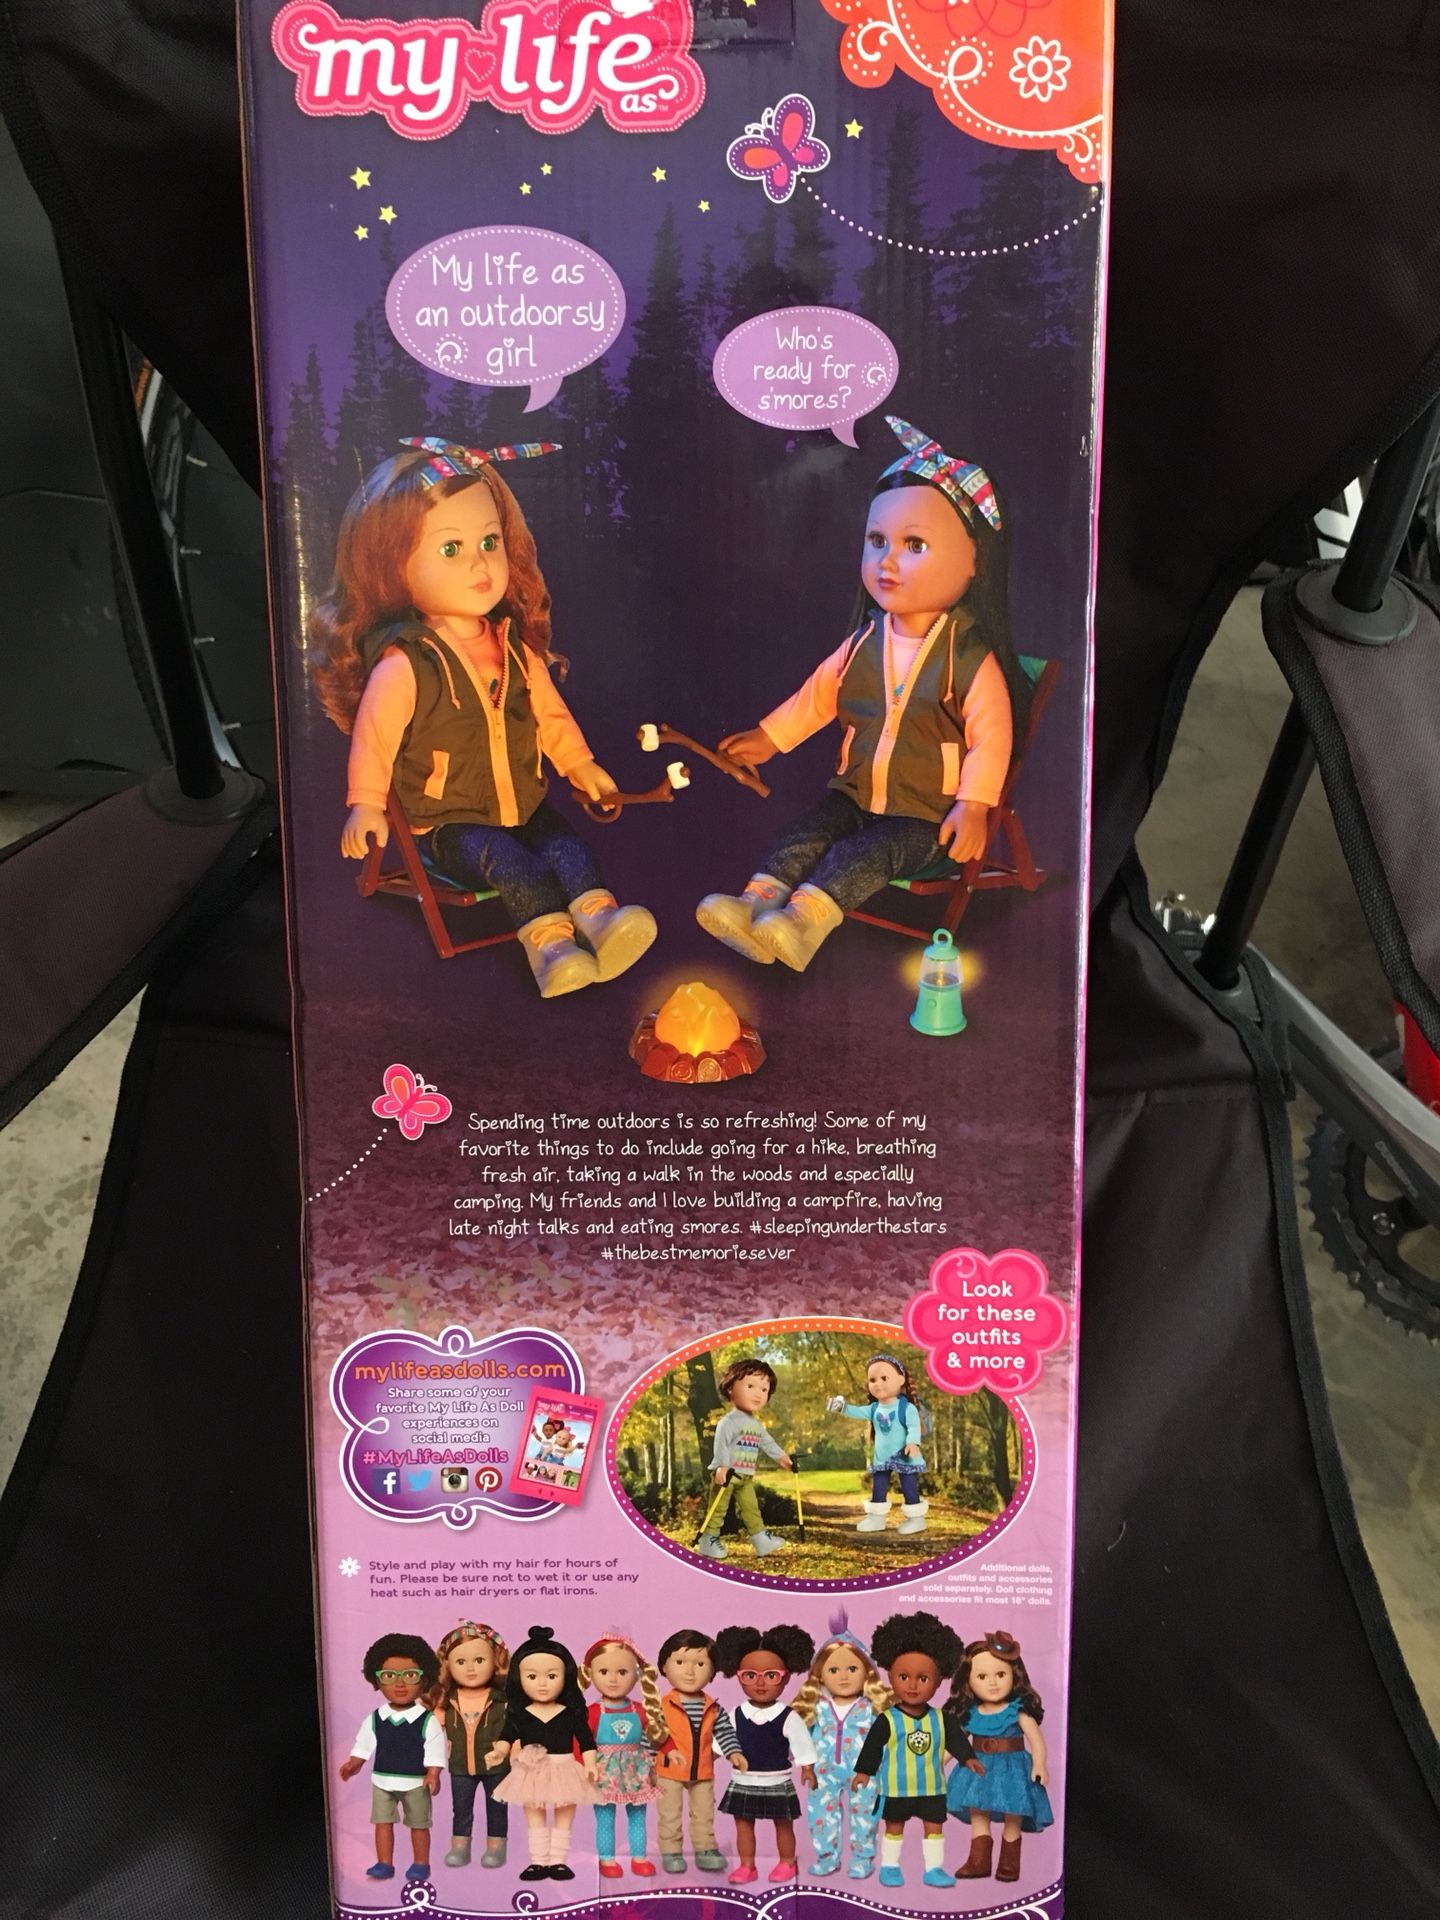 my life
as™
My life as
an outdoorsy
girl
Who's
ready for
s'mores?
Spending time outdoors is so refreshing! Some of my
favorite things to do include going for a hike, breathing
fresh air, taking a walk in the woods and especially
camping. My friends and I love building a campfire, having
late night talks and eating smores. #sleepingunderthestars
#thebestmemoriesever
Look
for these
outfits
& more
mylifeasdolls.com
Share some of your
favorite My Life As Doll
experiences on
social media
#MyLifeAsDolls
Style and play with my hair for hours of
fun. Please be sure not to wet it or use any
heat such as hair dryers or flat irons.
Additional dolls,
outfits and accessories
sold separately. Doll clothing
and accessories fit most 18" dolls.